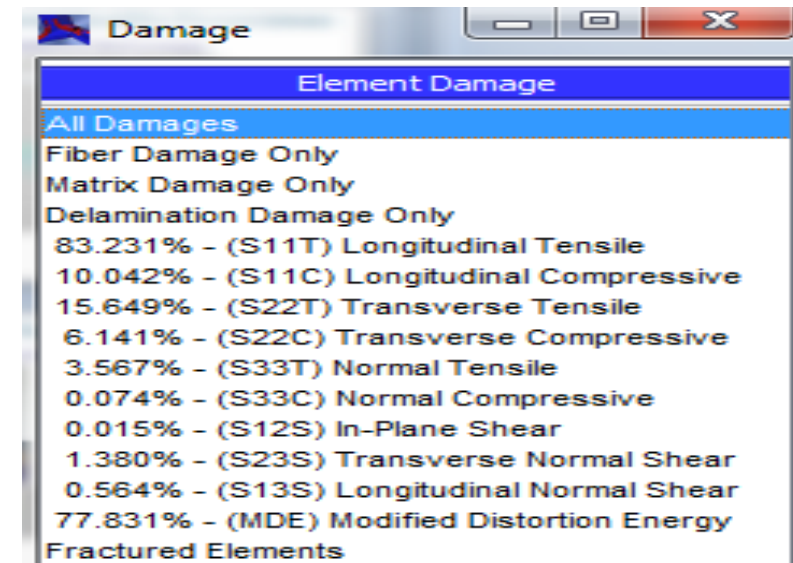 Damage
Element Damage
All Damages
Fiber Damage Only
Matrix Damage Only
Delamination Damage Only
83.231% - (S11T) Longitudinal Tensile
10.042% - (S11C) Longitudinal Compressive
15.649% - (S22T) Transverse Tensile
6.141% - (S22C) Transverse Compressive
3.567% - (S33T) Normal Tensile
0.074% - (S33C) Normal Compressive
0.015% - (S12S) In-Plane Shear
1.380% - (S23S) Transverse Normal Shear
0.564% - (S13S) Longitudinal Normal Shear
77.831% - (MDE) Modified Distortion Energy
Fractured Elements